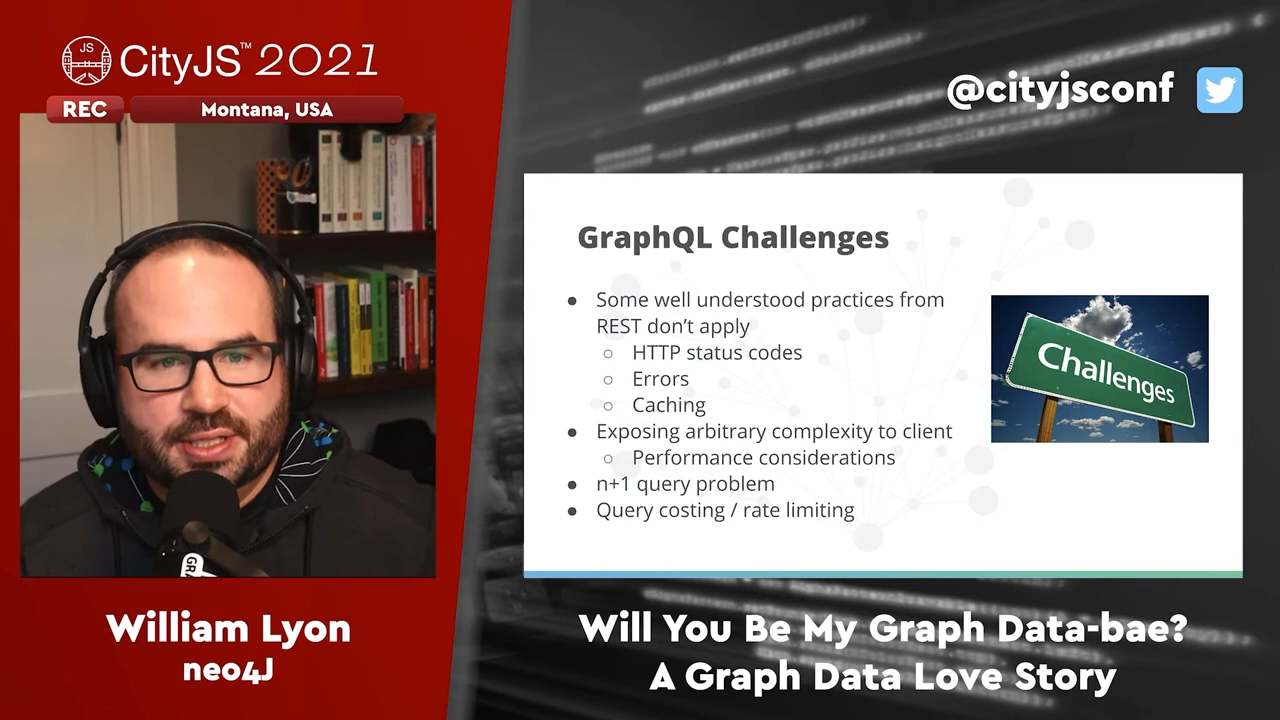 JS
CityJS™ 2021
REC
Montana, USA
@cityjsconf
GraphQL Challenges
● Some well understood practices from
REST don't apply
○ HTTP status codes
○ Errors
○ Caching
● Exposing arbitrary complexity to client
○ Performance considerations
● n+1 query problem
● Query costing / rate limiting
Challenges
GRA
William Lyon
neo4J
Will You Be My Graph Data-bae?
A Graph Data Love Story